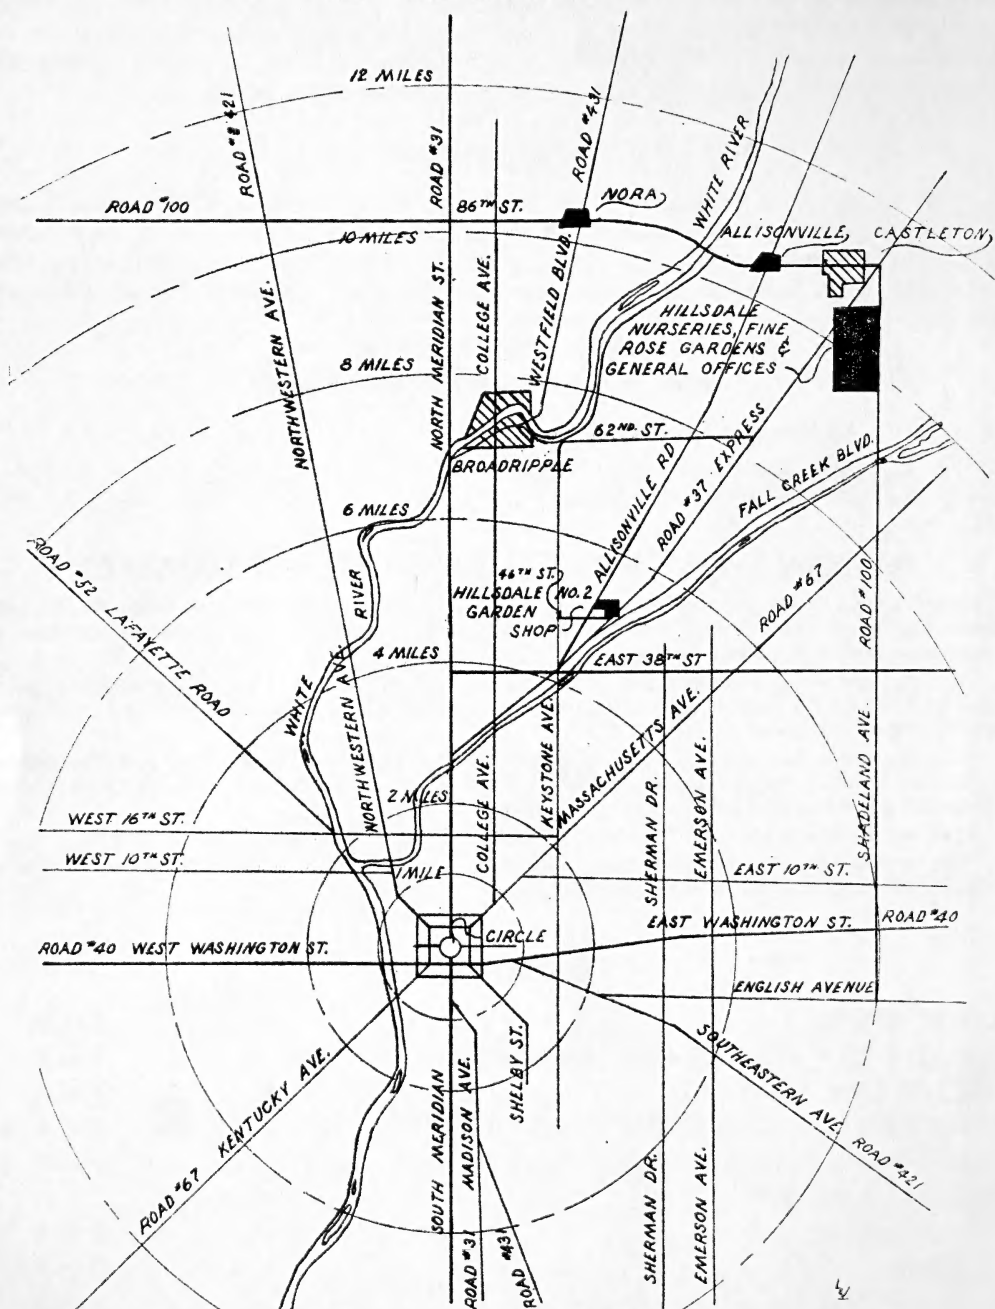 12 MILES
ROAD # 421
ROAD #31
ROAD #431
WHITE RIVER
ROAD #100
86TH ST.
NORA
ALLISONVILLE
CASTLETON
10 MILES
NORTHWESTERN AVE.
NORTH MERIDIAN ST.
COLLEGE AVE.
WESTFIELD BLVD.
HILLSDALE
NURSERIES, FINE
ROSE GARDENS &
GENERAL OFFICES
8 MILES
62ND. ST.
BROADRIPPLE
ALLISONVILLE RD
ROAD #37 EXPRESS
FALL CREEK BLVD.
6 MILES
ROAD #52 LAFAYETTE ROAD
WHITE RIVER
46TH ST.
HILLSDALE NO. 2
GARDEN
SHOP
ROAD #67
ROAD #100
4 MILES
EAST 38TH ST
NORTHWESTERN AVE
MASSACHUSETTS AVE.
KEYSTONE AVE.
COLLEGE AVE.
SHERMAN DR.
EMERSON AVE.
SHADELAND AVE.
2 MILES
WEST 16TH ST.
WEST 10TH ST.
1 MILE
EAST 10TH ST.
EAST WASHINGTON ST.
ROAD #40
CIRCLE
ROAD #40 WEST WASHINGTON ST.
ENGLISH AVENUE
SOUTHEASTERN AVE. ROAD #421
ROAD #67 KENTUCKY AVE.
SOUTH MERIDIAN
MADISON AVE.
SHELBY ST.
ROAD #31
ROAD #431
SHERMAN DR.
EMERSON AVE.